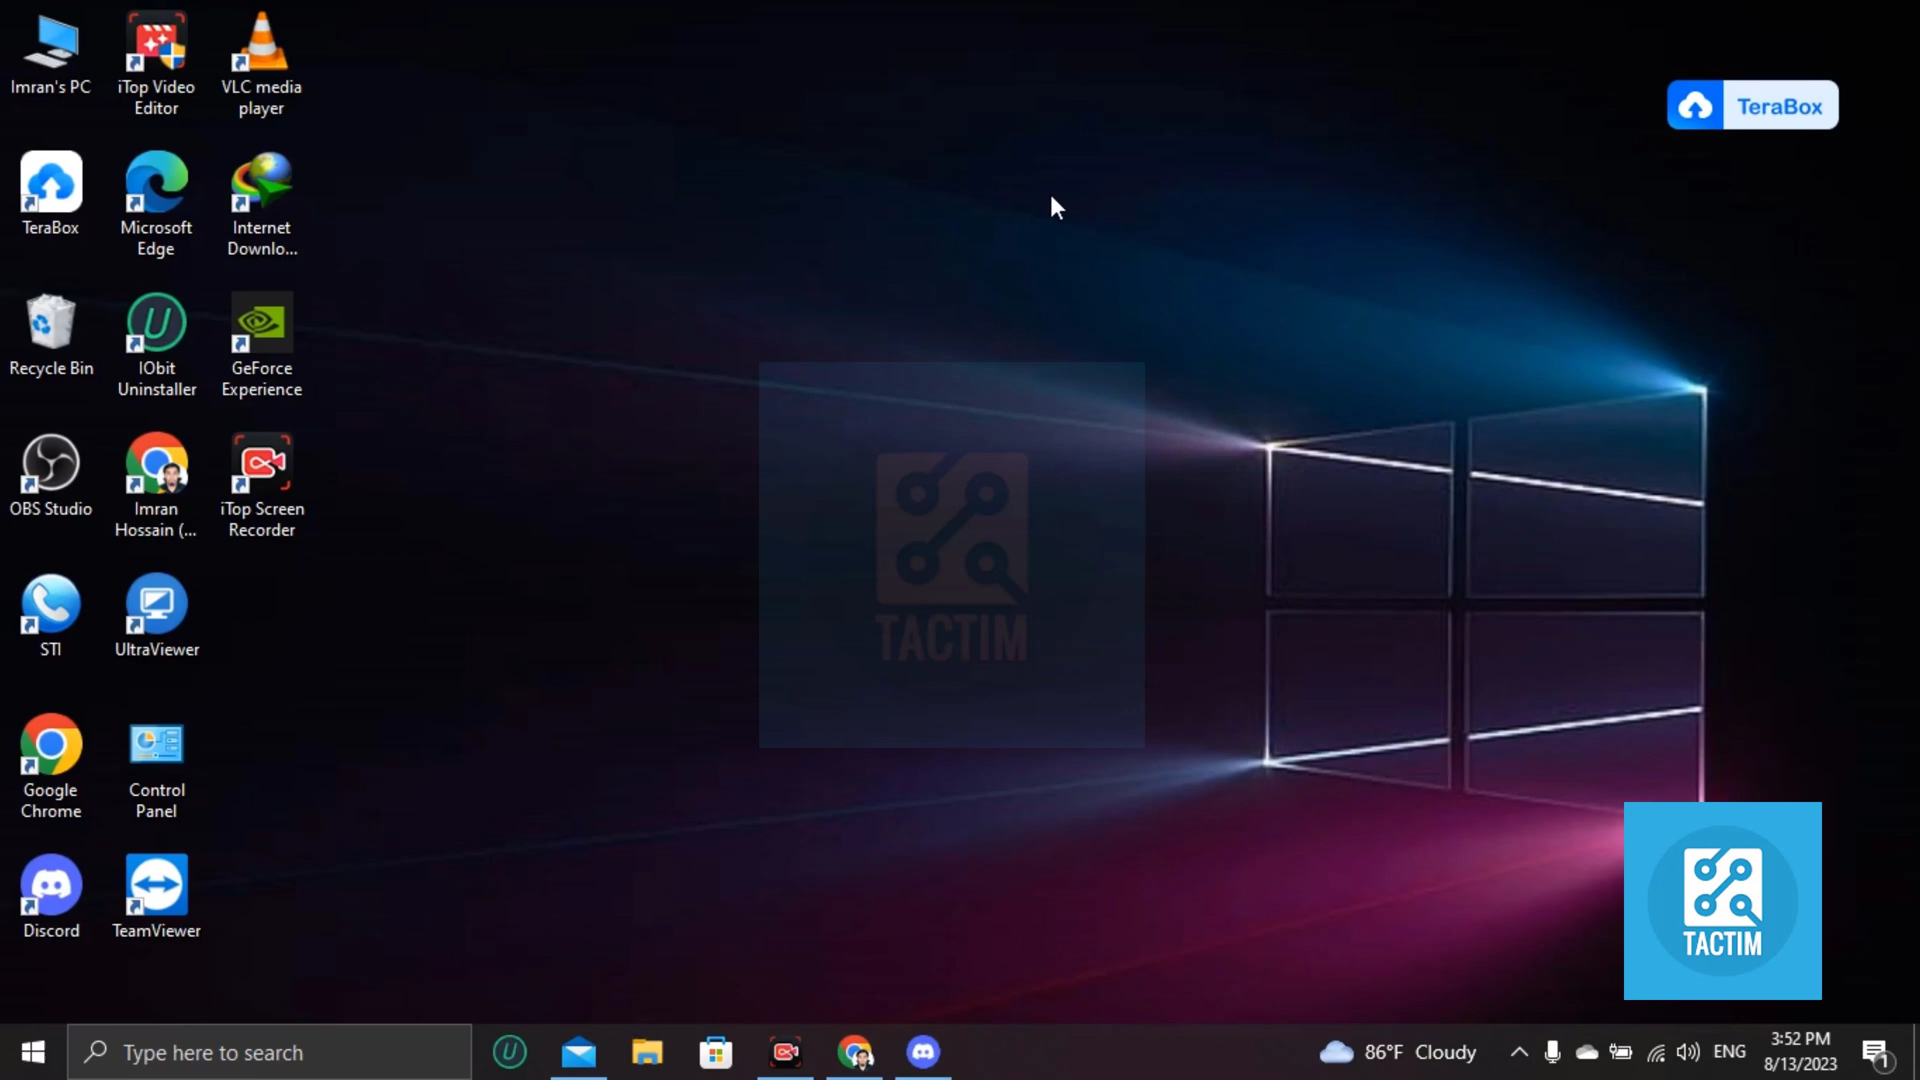 Imran's PC
iTop Video
Editor
VLC media
player
TeraBox
TeraBox
Microsoft
Edge
Internet
Downlo...
Recycle Bin
IObit
Uninstaller
GeForce
Experience
OBS Studio
Imran
Hossain (...
iTop Screen
Recorder
TACTIM
STI
UltraViewer
Google
Chrome
Control
Panel
Discord
TeamViewer
TACTIM
Type here to search
86°F Cloudy
ENG
3:52 PM
8/13/2023
1